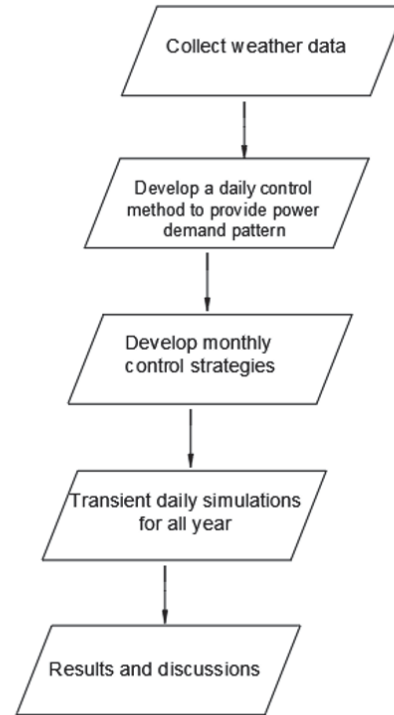 Collect weather data
Develop a daily control
method to provide power
demand pattern
Develop monthly
control strategies
Transient daily simulations
for all year
Results and discussions